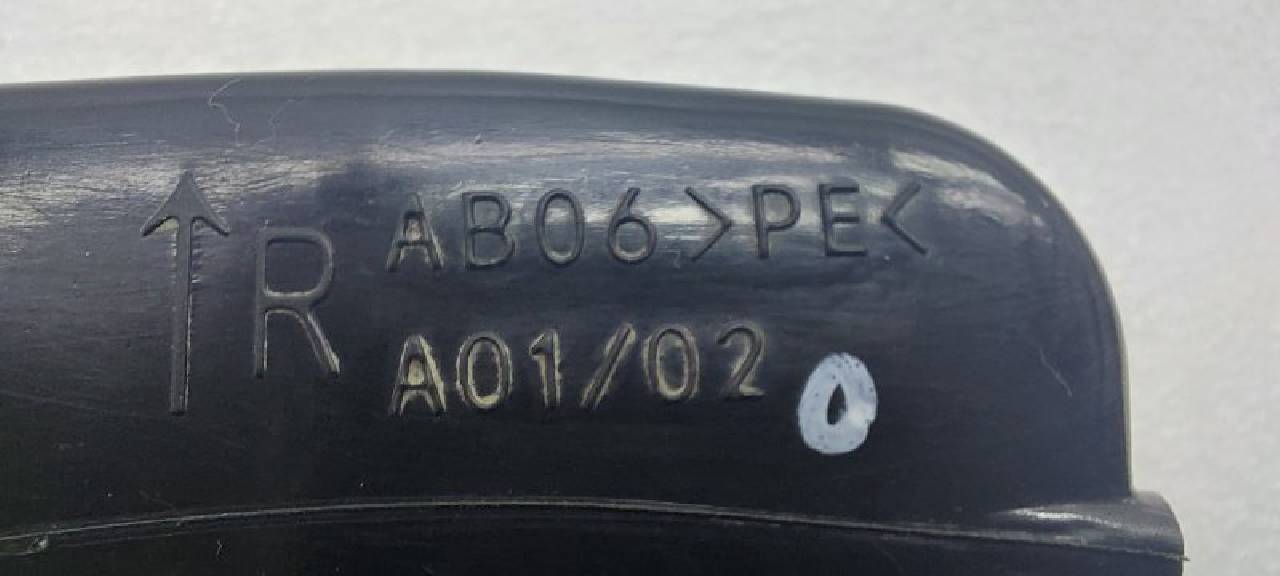 ↑R AB06 >PE<
A01/02